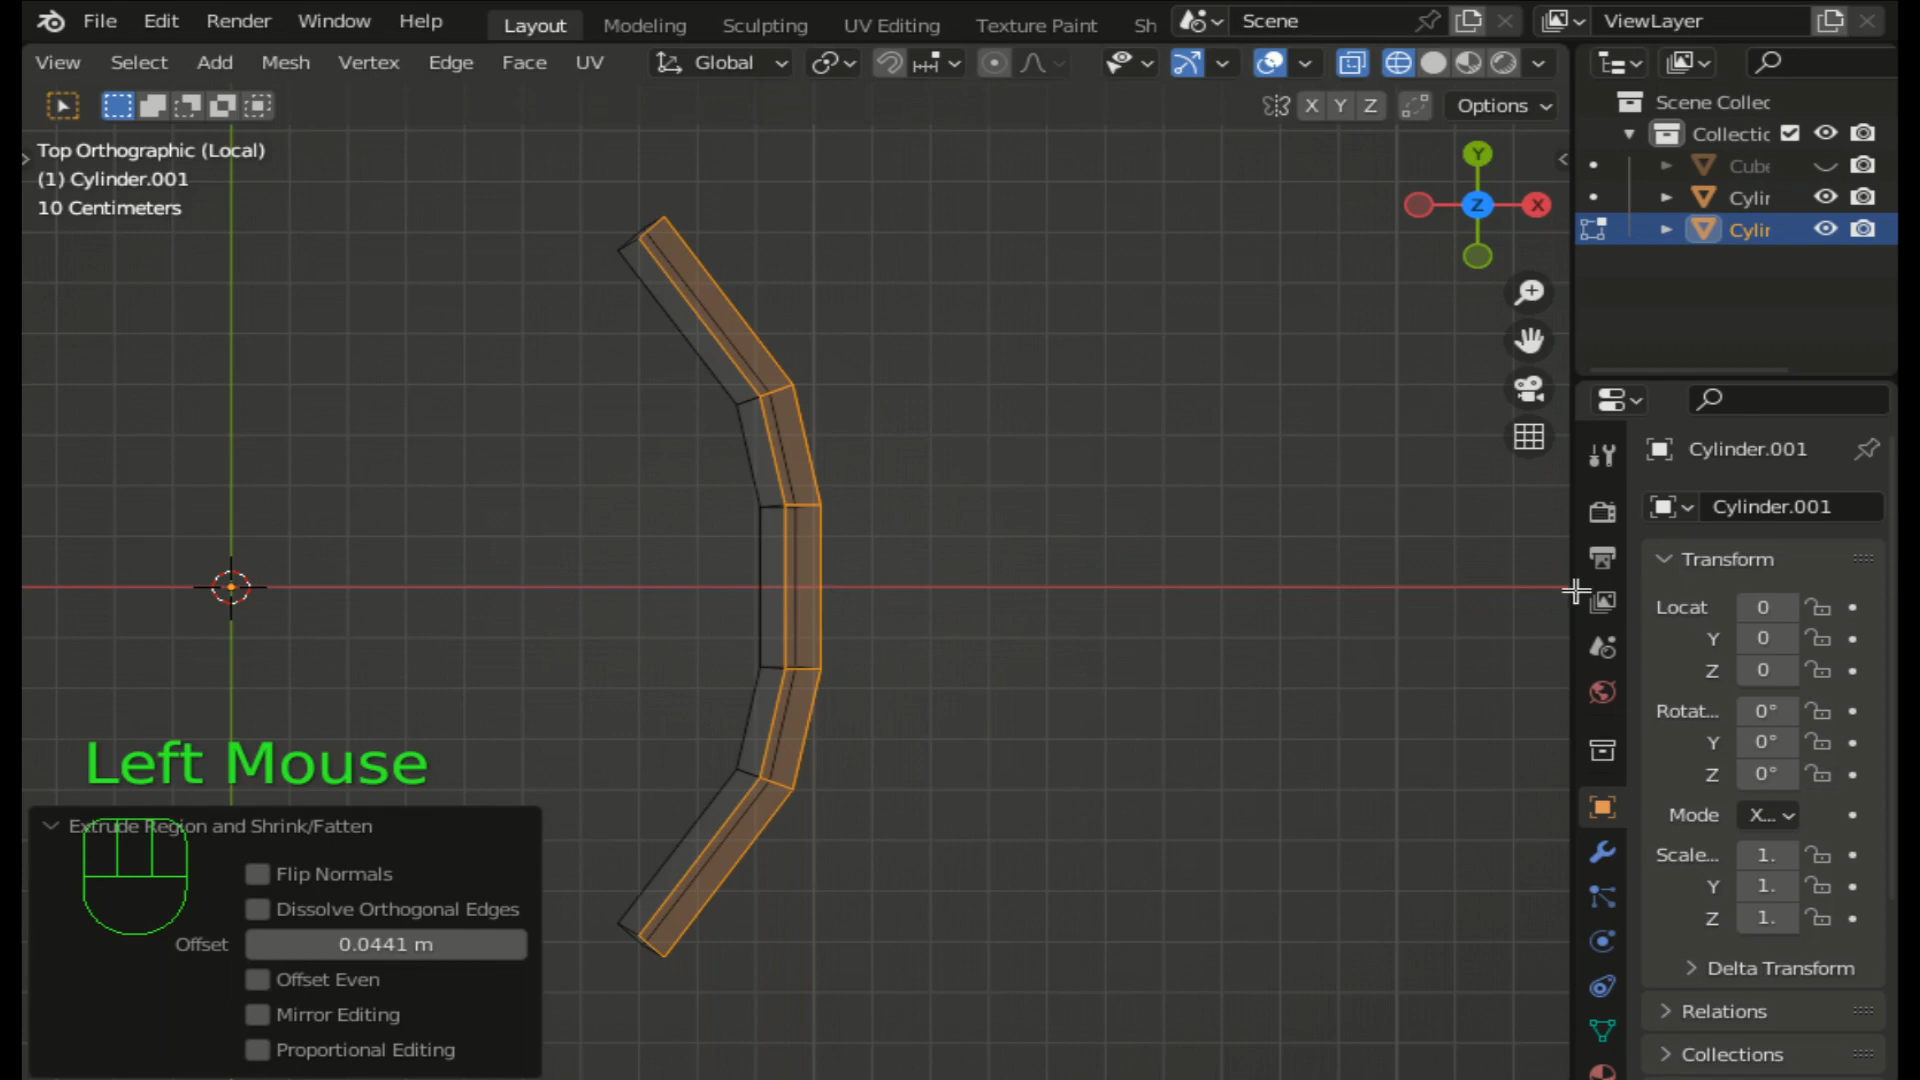 File Edit Render Window Help Layout Modeling Sculpting UV Editing Texture Paint Sh Scene ViewLayer
View Select Add Mesh Vertex Edge Face UV Global
X Y Z Options
Scene Collec
Collectic
Cube
Cylir
Cylir
Top Orthographic (Local)
(1) Cylinder.001
10 Centimeters
Y
Z X
Left Mouse
Extrude Region and Shrink/Fatten
Flip Normals
Dissolve Orthogonal Edges
Offset 0.0441 m
Offset Even
Mirror Editing
Proportional Editing
Cylinder.001
Cylinder.001
Transform
Locat 0
Y 0
Z 0
Rotat... 0°
Y 0°
Z 0°
Mode X...
Scale... 1.
Y 1.
Z 1.
Delta Transform
Relations
Collections